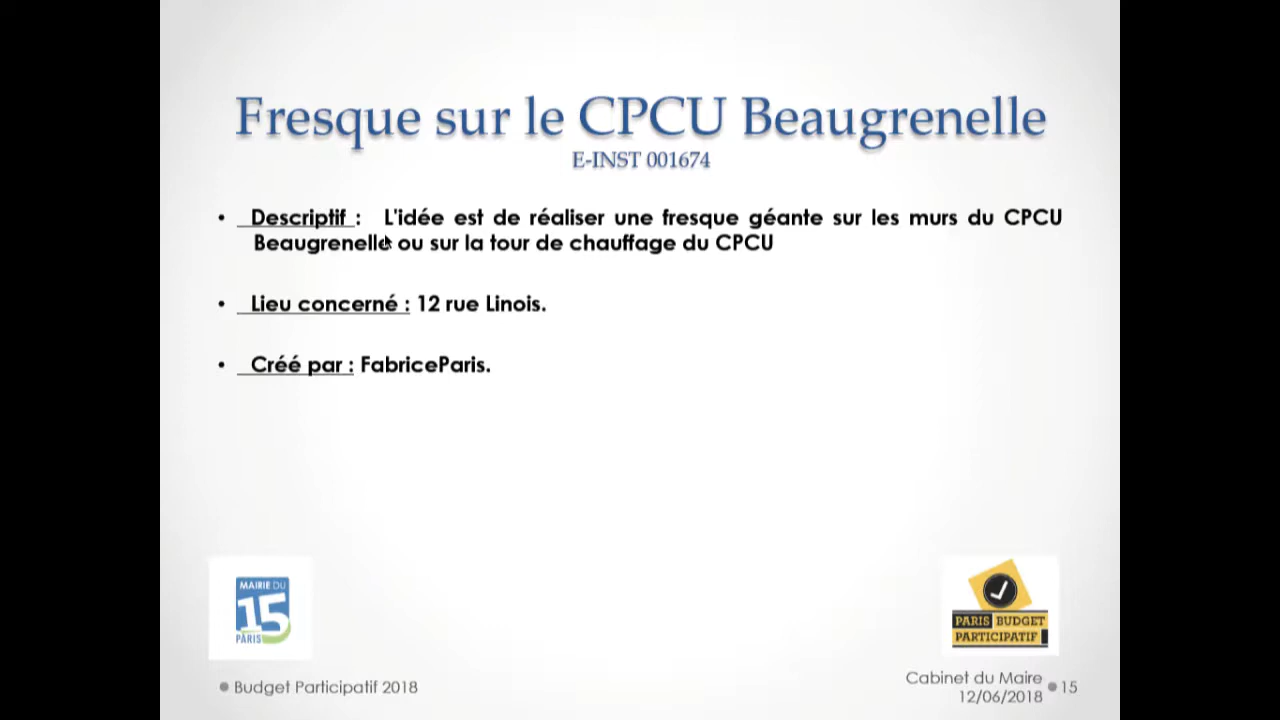 Fresque sur le CPCU Beaugrenelle
E-INST 001674
• Descriptif : L'idée est de réaliser une fresque géante sur les murs du CPCU
Beaugrenelle ou sur la tour de chauffage du CPCU
• Lieu concerné : 12 rue Linois.
• Créé par : FabriceParis.
MAIRIE DU
15
PARIS
PARIS BUDGET
PARTICIPATIF
Budget Participatif 2018
Cabinet du Maire
12/06/2018
15